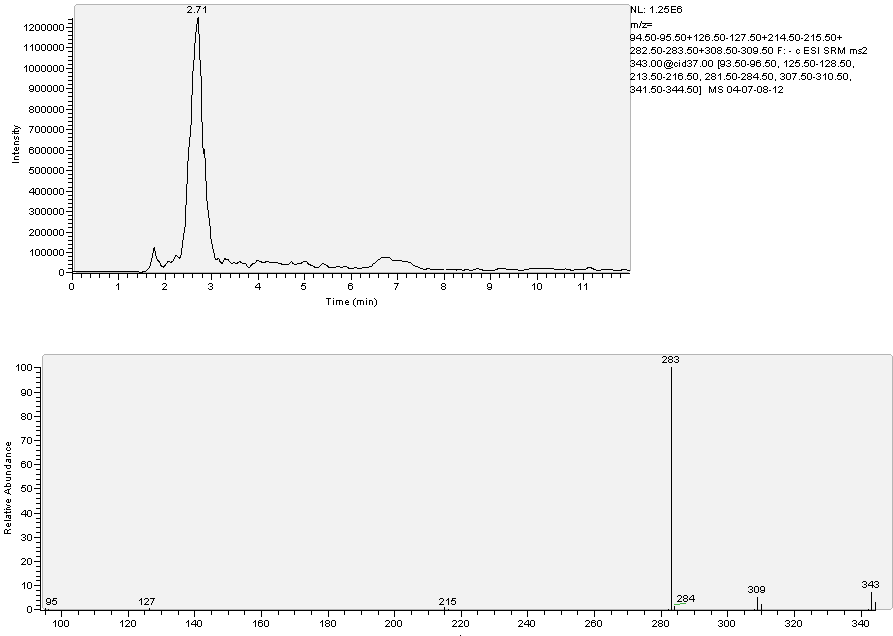 2.71
NL: 1.25E6
m/z=
94.50-95.50+126.50-127.50+214.50-215.50+
282.50-283.50+308.50-309.50 F: - c ESI SRM ms2
343.00@cid37.00 [93.50-96.50, 125.50-128.50,
213.50-216.50, 281.50-284.50, 307.50-310.50,
341.50-344.50] MS 04-07-08-12
1200000
1100000
1000000
900000
800000
700000
600000
500000
400000
300000
200000
100000
0
Intensity
0 1 2 3 4 5 6 7 8 9 10 11
Time (min)
283
100
90
80
70
60
50
40
30
20
10
0
Relative Abundance
95 127 215 284 309 343
100 120 140 160 180 200 220 240 260 280 300 320 340